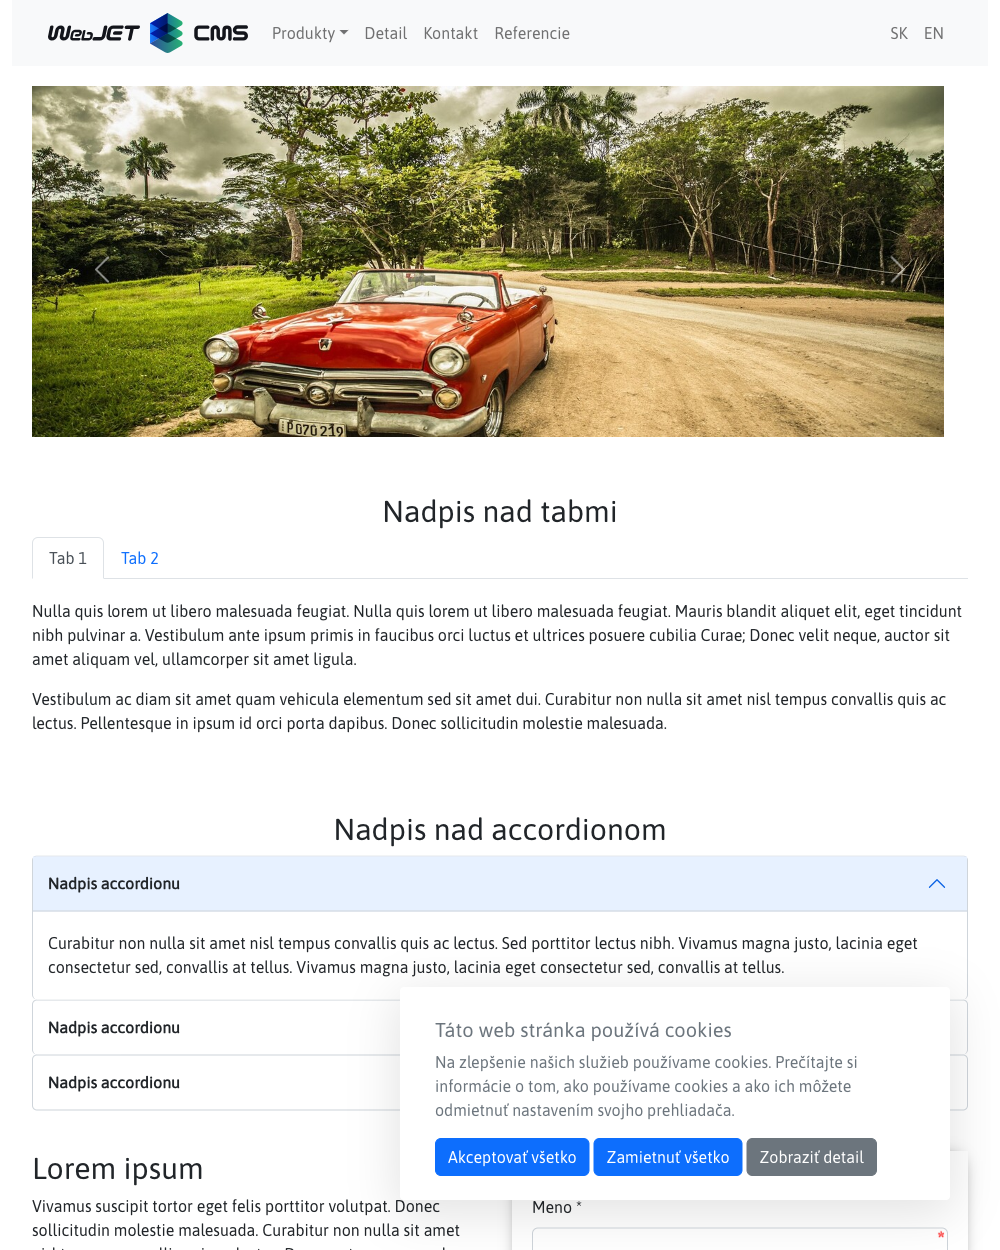 WebJET CMS Produkty Detail Kontakt Referencie SK EN
P 070 219
Nadpis nad tabmi
Tab 1 Tab 2
Nulla quis lorem ut libero malesuada feugiat. Nulla quis lorem ut libero malesuada feugiat. Mauris blandit aliquet elit, eget tincidunt
nibh pulvinar a. Vestibulum ante ipsum primis in faucibus orci luctus et ultrices posuere cubilia Curae; Donec velit neque, auctor sit
amet aliquam vel, ullamcorper sit amet ligula.
Vestibulum ac diam sit amet quam vehicula elementum sed sit amet dui. Curabitur non nulla sit amet nisl tempus convallis quis ac
lectus. Pellentesque in ipsum id orci porta dapibus. Donec sollicitudin molestie malesuada.
Nadpis nad accordionom
Nadpis accordionu
Curabitur non nulla sit amet nisl tempus convallis quis ac lectus. Sed porttitor lectus nibh. Vivamus magna justo, lacinia eget
consectetur sed, convallis at tellus. Vivamus magna justo, lacinia eget consectetur sed, convallis at tellus.
Nadpis accordionu
Nadpis accordionu
Táto web stránka používá cookies
Na zlepšenie našich služieb používame cookies. Prečítajte si
informácie o tom, ako používame cookies a ako ich môžete
odmietnuť nastavením svojho prehliadača.
Akceptovať všetko Zamietnuť všetko Zobraziť detail
Lorem ipsum
Vivamus suscipit tortor eget felis porttitor volutpat. Donec
sollicitudin molestie malesuada. Curabitur non nulla sit amet
Meno *
*